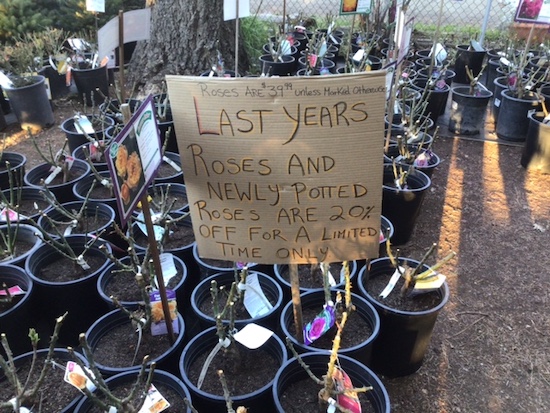 Roses are $39.99 unless Marked Otherwise
LAST YEARS
ROSES AND
NEWLY POTTED
ROSES ARE 20%
OFF FOR A LIMITED
TIME ONLY